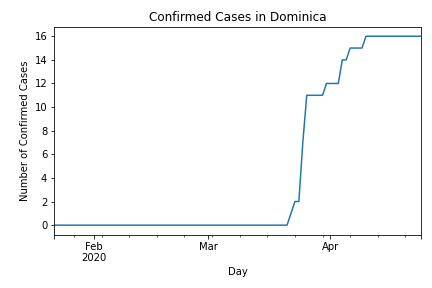 Confirmed Cases in Dominica
Number of Confirmed Cases
16
14
12
10
8
6
4
2
0
Feb
2020
Mar
Apr
Day